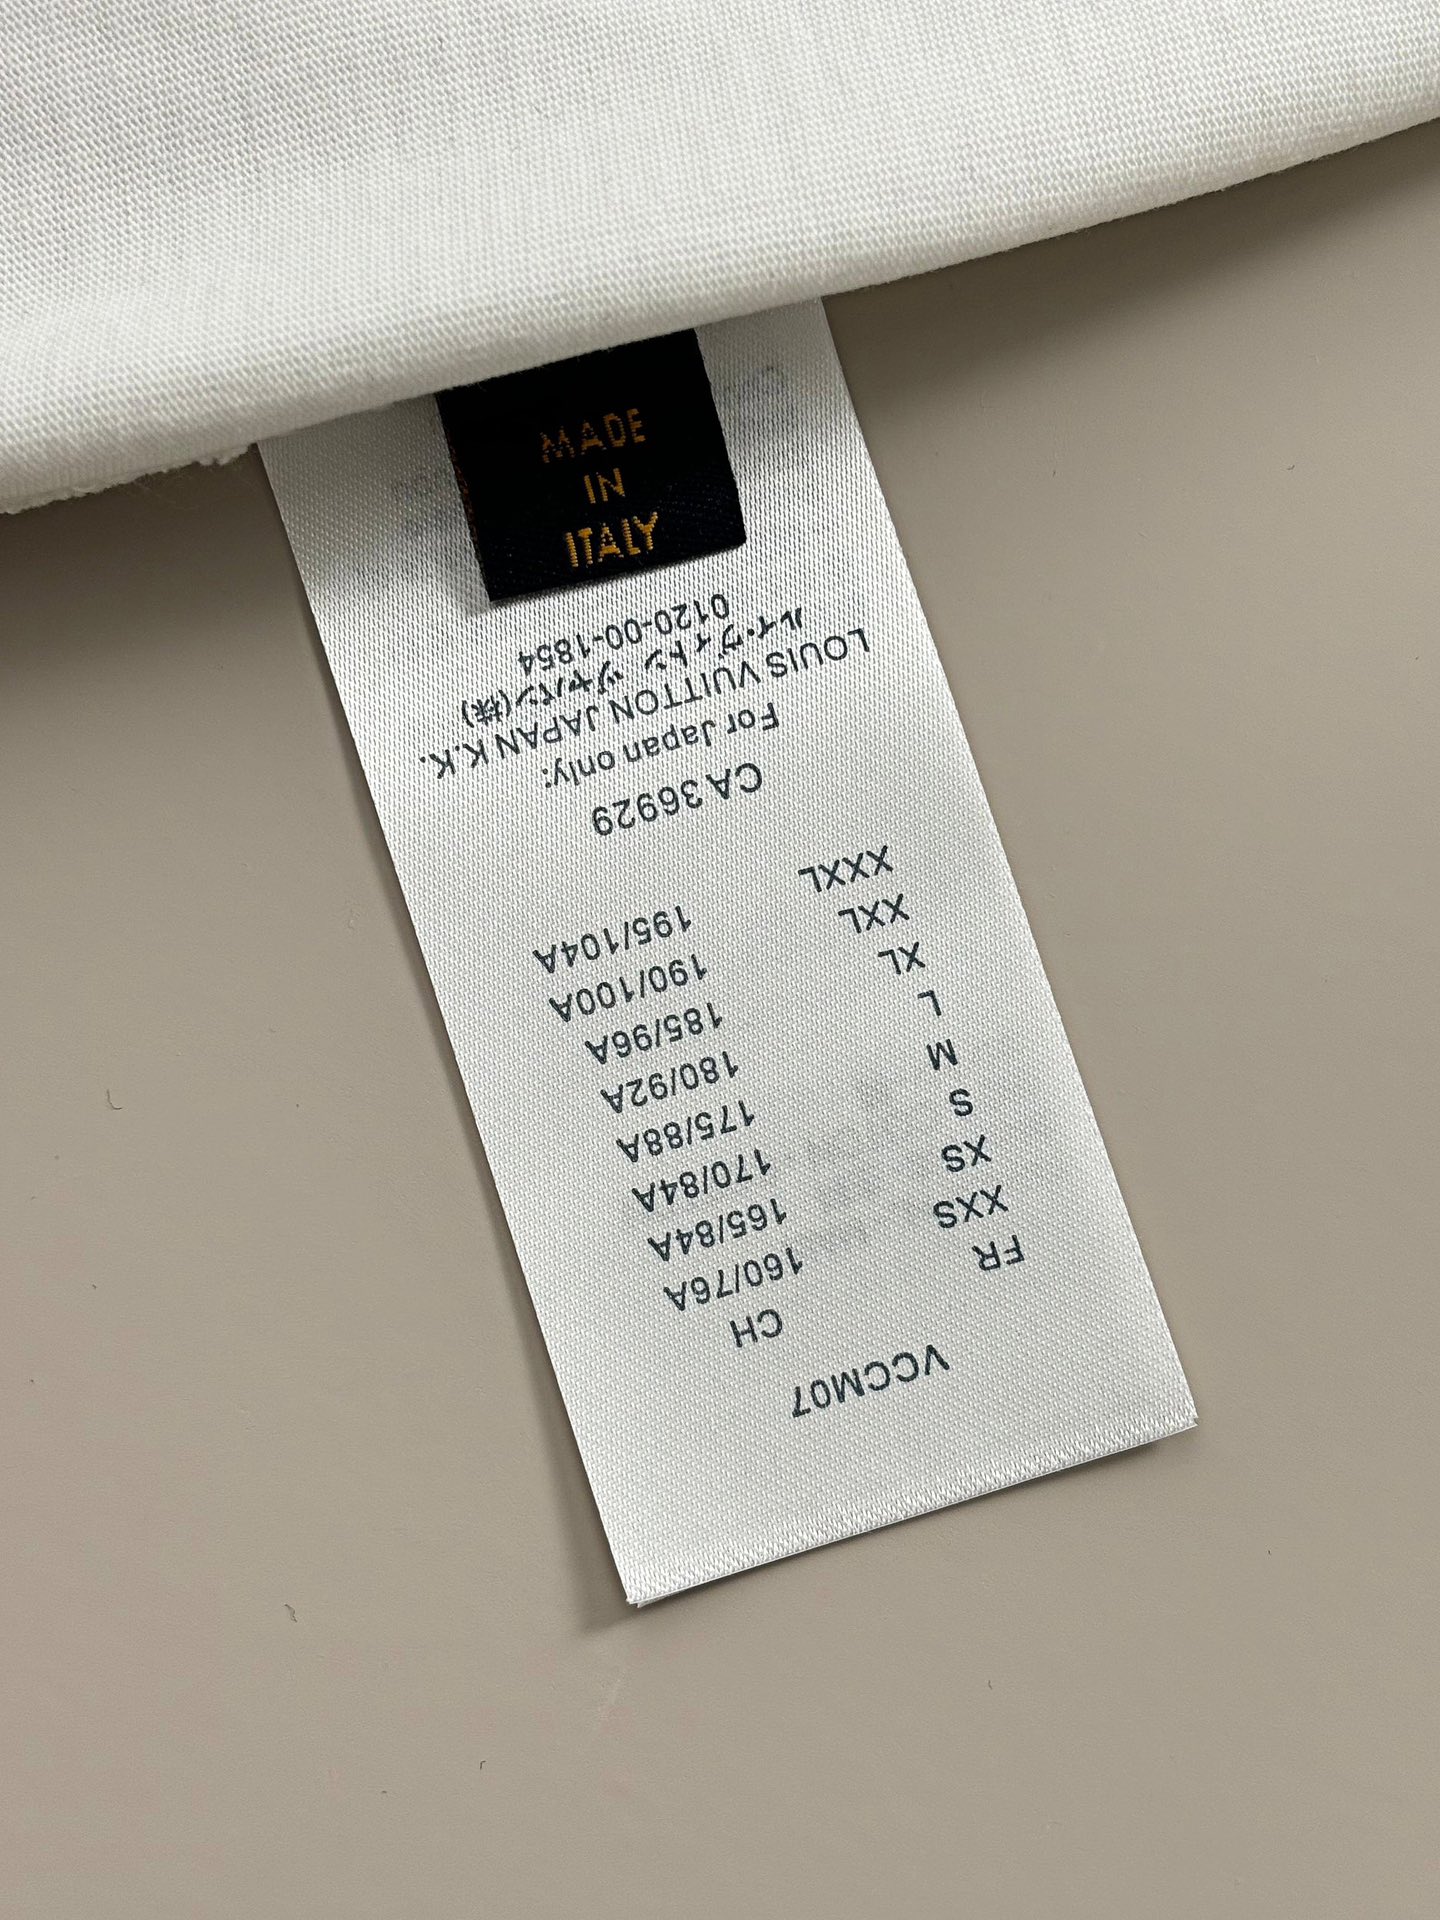 MADE
IN
ITALY
VCCM07
FR CH
XXS 160/76A
XS 165/84A
S 170/84A
M 175/88A
L 180/92A
XL 185/96A
XXL 190/100A
XXXL 195/104A
CA 36929
For Japan only:
LOUIS VUITTON JAPAN K.K.
ルイ・ヴィトン ジャパン(株)
0120-00-1854